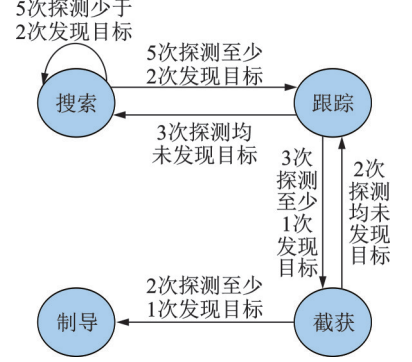 5次探测少于
2次发现目标
5次探测至少
2次发现目标
搜索
跟踪
3次探测均
未发现目标
3次
探测
至少
1次
发现
目标
2次
探测
均未
发现
目标
2次探测至少
1次发现目标
制导
截获